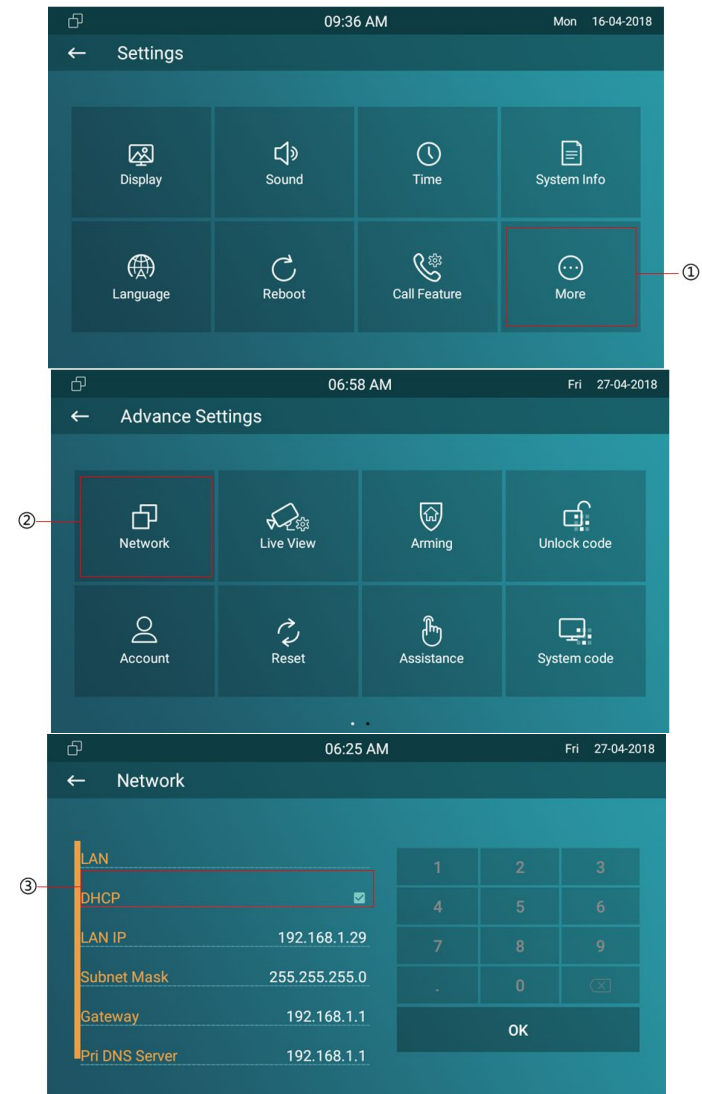 09:36 AM Mon 16-04-2018
← Settings
Display Sound Time System Info
Language Reboot Call Feature More
①
06:58 AM Fri 27-04-2018
← Advance Settings
②
Network Live View Arming Unlock code
Account Reset Assistance System code
06:25 AM Fri 27-04-2018
← Network
LAN
③
DHCP
LAN IP 192.168.1.29
Subnet Mask 255.255.255.0
Gateway 192.168.1.1
Pri DNS Server 192.168.1.1
1 2 3
4 5 6
7 8 9
. 0
OK